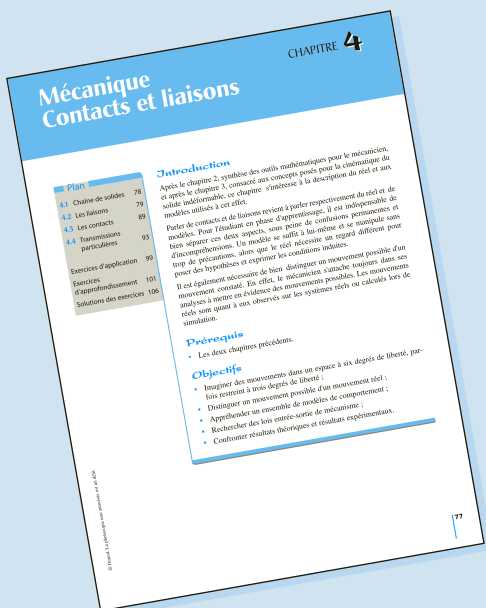 CHAPITRE 4
Mécanique
Contacts et liaisons
Plan
4.1 Chaîne de solides 78
4.2 Les liaisons 79
4.3 Les contacts 89
4.4 Transmissions
particulières 93
Exercices d'application 99
Exercices
d'approfondissement 101
Solutions des exercices 106
Introduction
Après le chapitre 2, synthèse des outils mathématiques pour le mécanicien,
et après le chapitre 3, consacré aux concepts posés pour la cinématique du
solide indéformable, ce chapitre s'intéresse à la description du réel et aux
modèles utilisés à cet effet.
Parler de contacts et de liaisons revient à parler respectivement du réel et de
modèles. Pour l'étudiant en phase d'apprentissage, il est indispensable de
bien séparer ces deux aspects, sous peine de confusions permanentes et
d'incompréhensions. Un modèle se suffit à lui-même et se manipule sans
trop de précautions, alors que le réel nécessite un regard différent pour
poser des hypothèses et exprimer les conditions induites.
Il est également nécessaire de bien distinguer un mouvement possible d'un
mouvement constaté. En effet, le mécanicien s'attache toujours dans ses
analyses à mettre en évidence des mouvements possibles. Les mouvements
réels sont quant à eux observés sur les systèmes réels ou calculés lors de
simulation.
Prérequis
• Les deux chapitres précédents.
Objectifs
• Imaginer des mouvements dans un espace à six degrés de liberté, par-
fois restreint à trois degrés de liberté ;
• Distinguer un mouvement possible d'un mouvement réel ;
• Appréhender un ensemble de modèles de comportement ;
• Rechercher des lois entrée-sortie de mécanisme ;
• Confronter résultats théoriques et résultats expérimentaux.
© Dunod. La photocopie non autorisée est un délit.
77